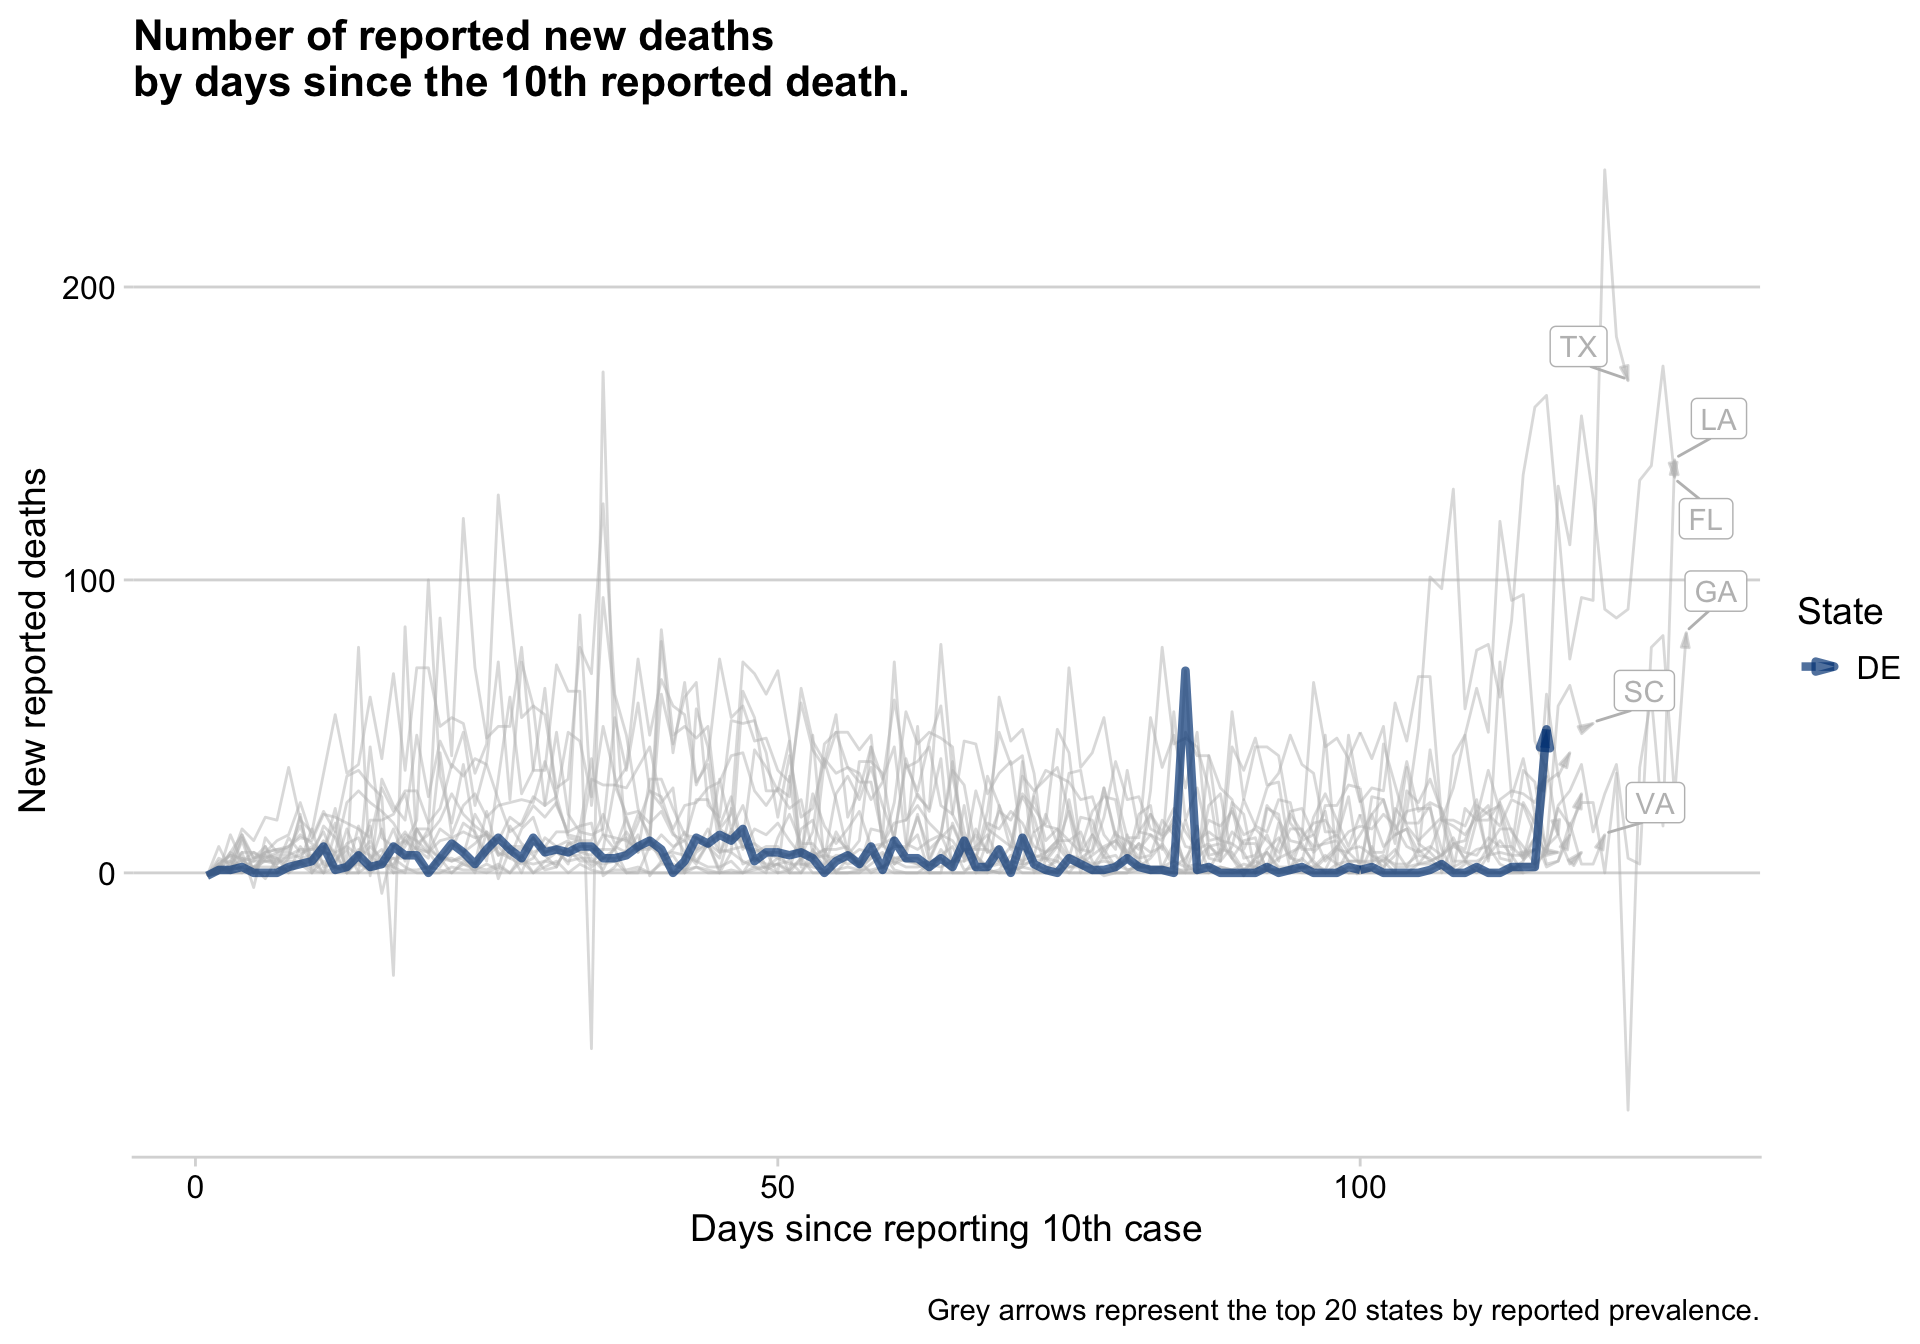 Number of reported new deaths
by days since the 10th reported death.
200
TX
LA
FL
100
GA
SC
VA
0
New reported deaths
State
DE
0
50
100
Days since reporting 10th case
Grey arrows represent the top 20 states by reported prevalence.